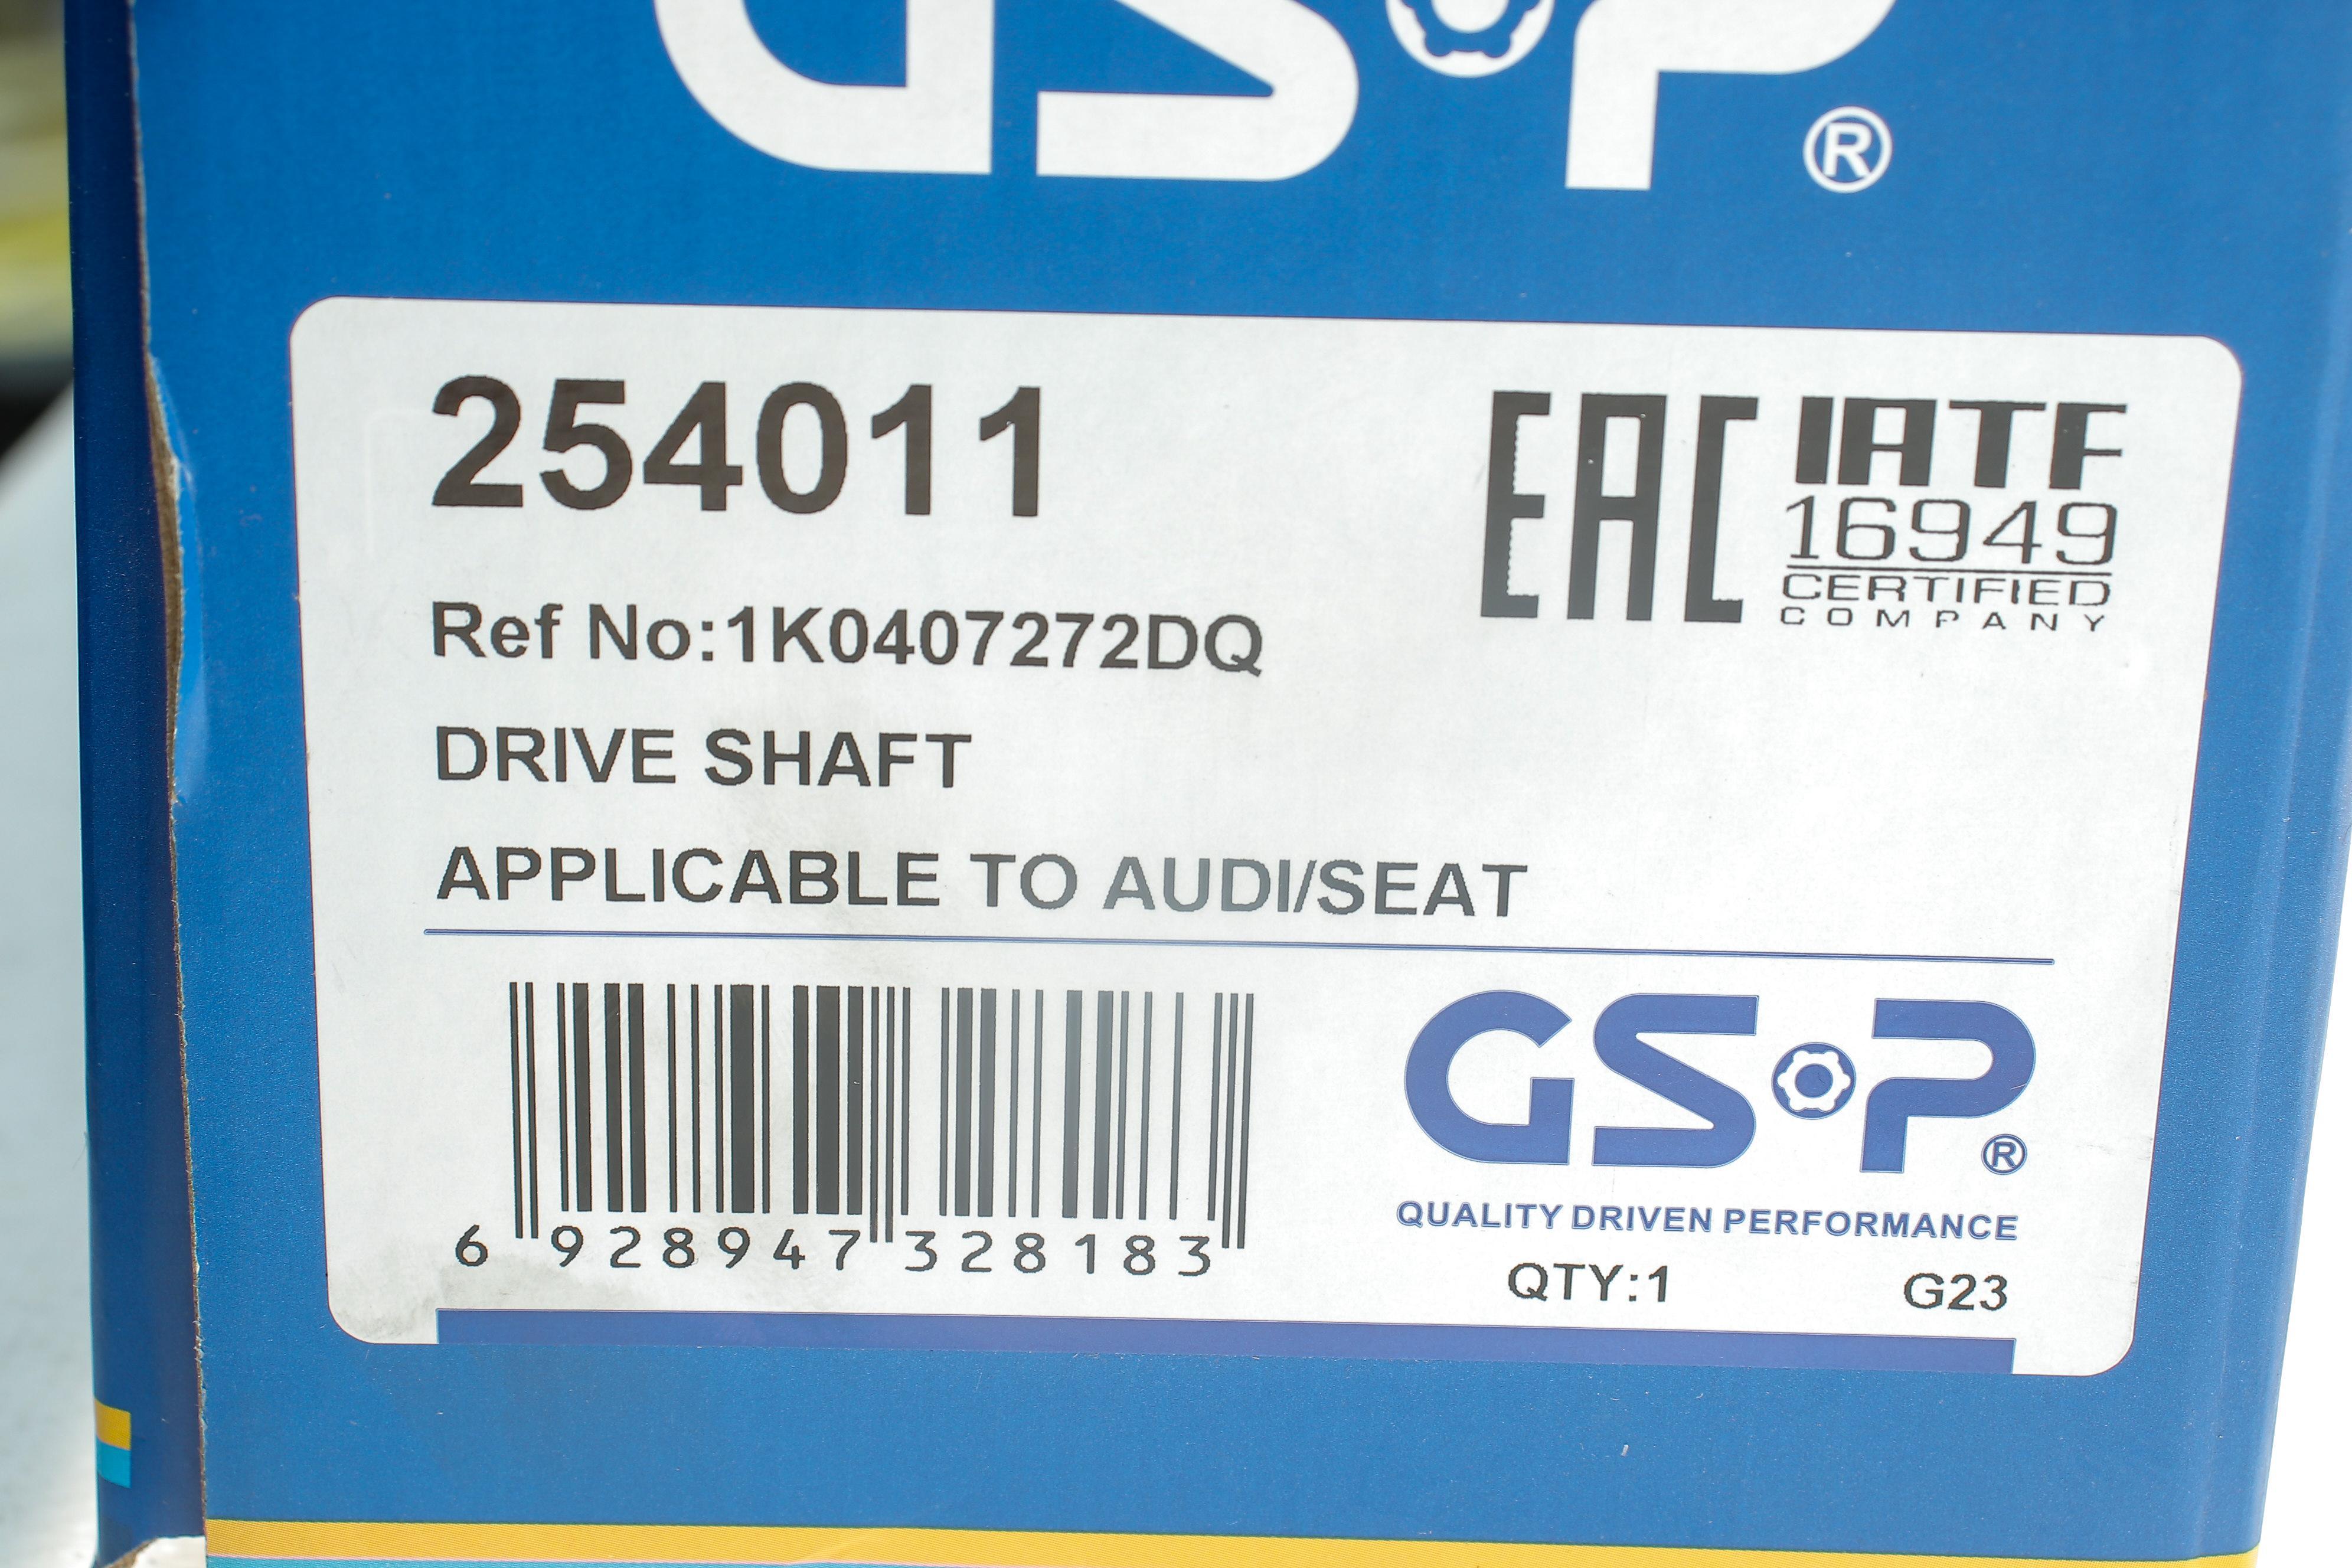 GSP®
254011
EAC
IATF
16949
CERTIFIED
COMPANY
Ref No:1K0407272DQ
DRIVE SHAFT
APPLICABLE TO AUDI/SEAT
6 928947 328183
GSP®
QUALITY DRIVEN PERFORMANCE
QTY:1 G23